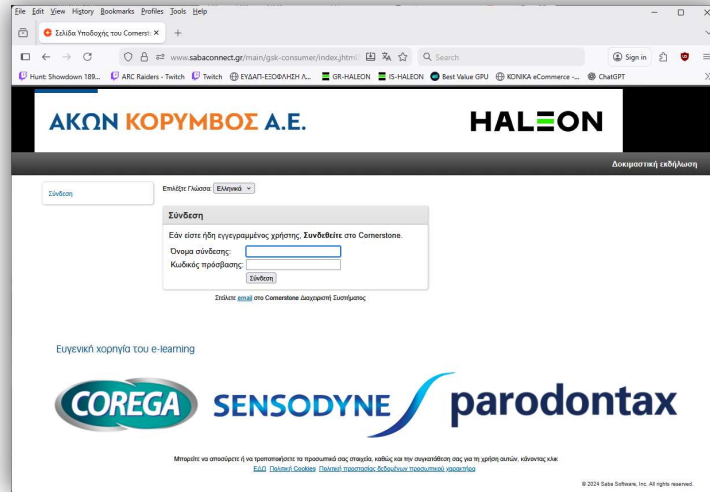 File Edit View History Bookmarks Profiles Tools Help
Σελίδα Υποδοχής του Cornerst
www.sabaconnect.gr/main/gsk-consumer/index.jhtml
Search
Sign in
Hunt: Showdown 189... ARC Raiders - Twitch Twitch ΕΥΔΑΠ-ΕΞΟΦΛΗΣΗ Λ... GR-HALEON IS-HALEON Best Value GPU KONIKA eCommerce -... ChatGPT
ΑΚΩΝ ΚΟΡΥΜΒΟΣ Α.Ε.
HALEON
Δοκιμαστική εκδήλωση
Σύνδεση
Επιλέξτε Γλώσσα: Ελληνικά
Σύνδεση
Εάν είστε ήδη εγγεγραμμένος χρήστης, Συνδεθείτε στο Cornerstone.
Όνομα σύνδεσης:
Κωδικός πρόσβασης:
Σύνδεση
Στείλετε email στο Cornerstone Διαχειριστή Συστήματος
Ευγενική χορηγία του e-learning
COREGA SENSODYNE parodontax
Μπορείτε να αποσύρετε ή να τροποποιήσετε τα προσωπικά σας στοιχεία, καθώς και την συγκατάθεση σας για τη χρήση αυτών, κάνοντας κλικ
ΕΔΩ Πολιτική Cookies Πολιτική προστασίας δεδομένων προσωπικού χαρακτήρα
© 2024 Saba Software, Inc. All rights reserved.